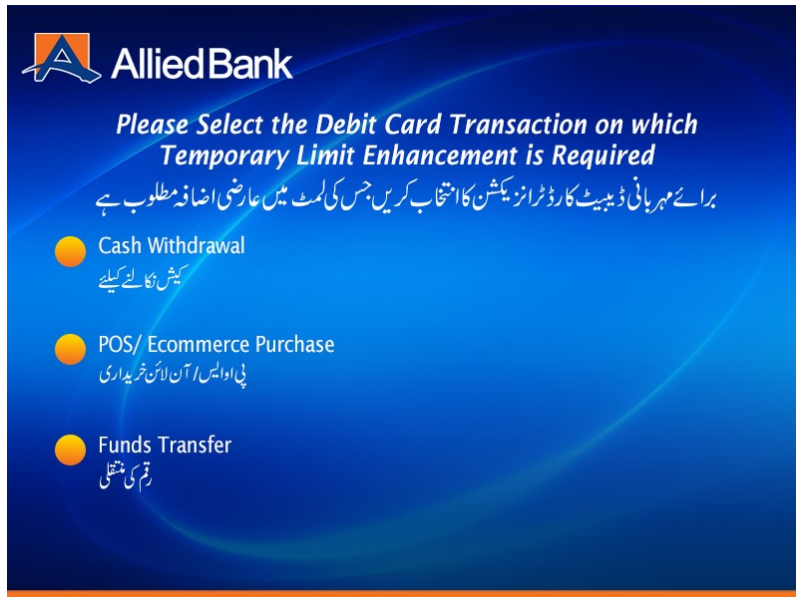 Allied Bank
Please Select the Debit Card Transaction on which
Temporary Limit Enhancement is Required
برائے مہربانی ڈیبیٹ کارڈ ٹرانزیکشن کا انتخاب کریں جس کی لمٹ میں عارضی اضافہ مطلوب ہے
Cash Withdrawal
کیش نکالنے کیلئے
POS/ Ecommerce Purchase
پی او ایس / آن لائن خریداری
Funds Transfer
رقم کی منتقلی